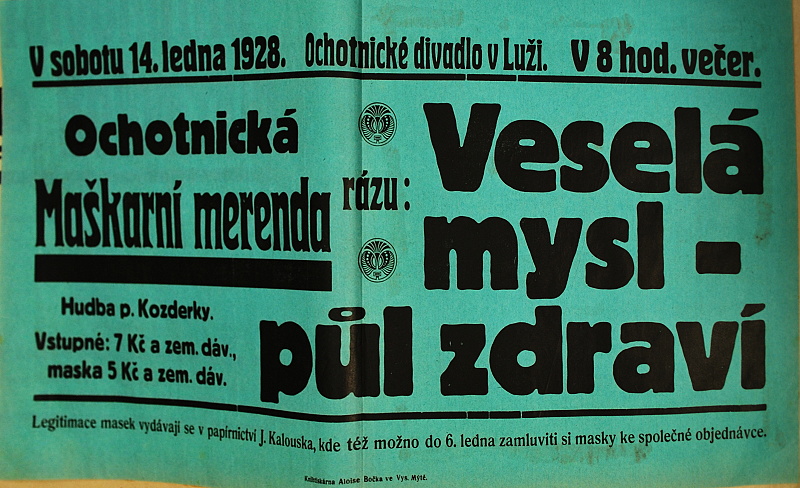 V sobotu 14. ledna 1928. Ochotnické divadlo v Luži. V 8 hod. večer.
Ochotnická
Maškarní merenda
rázu:
Veselá
mysl -
půl zdraví
Hudba p. Kozderky.
Vstupné: 7 Kč a zem. dáv.,
maska 5 Kč a zem. dáv.
Legitimace masek vydávají se v papírnictví J. Kalouska, kde též možno do 6. ledna zamluviti si masky ke společné objednávce.
Knihtiskárna Aloise Bočka ve Vys. Mýtě.